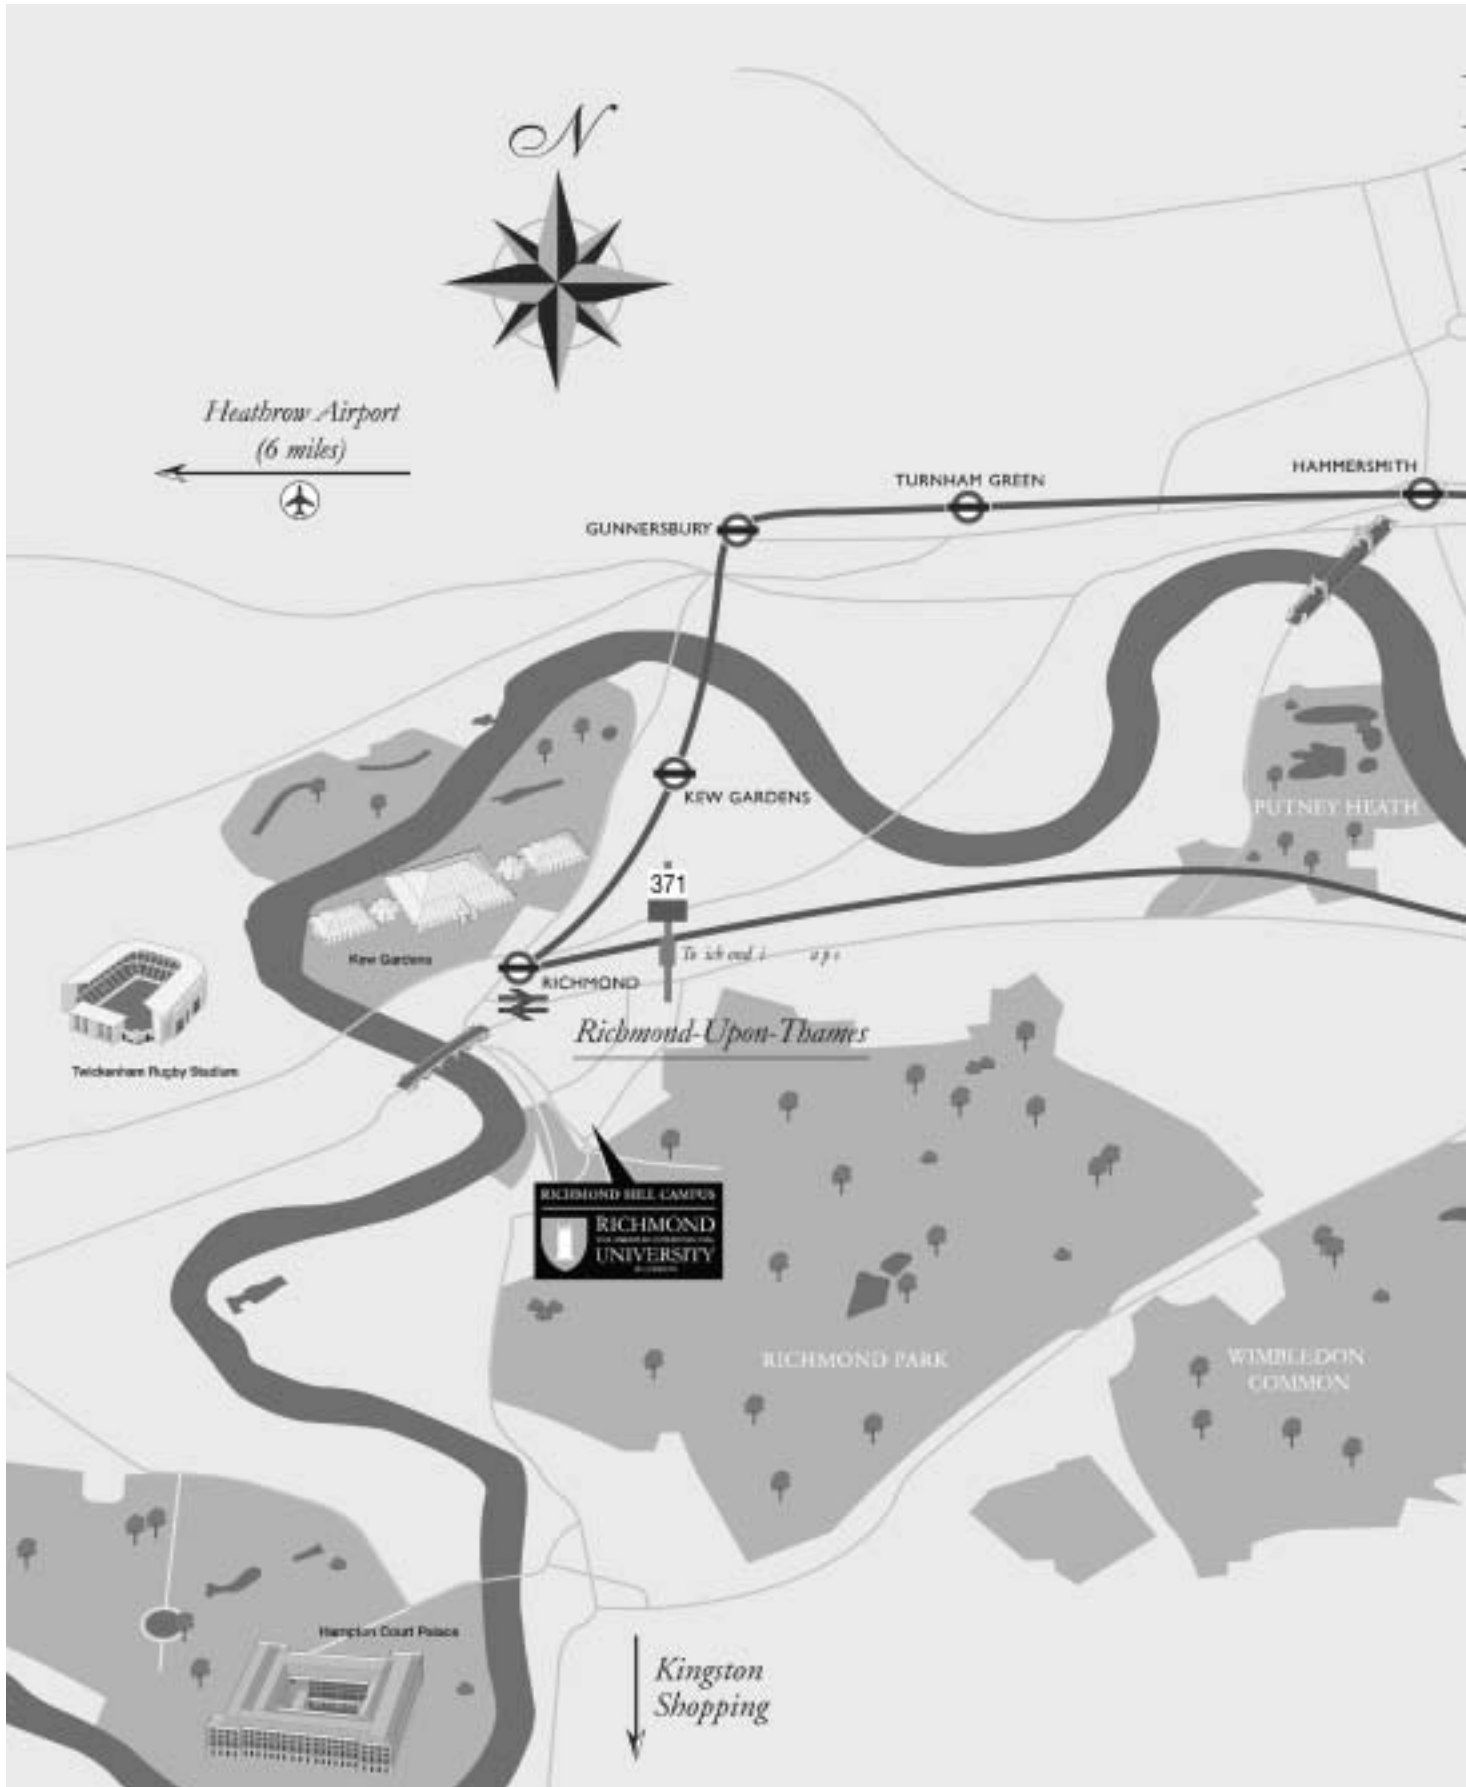 N
Heathrow Airport
(6 miles)
HAMMERSMITH
TURNHAM GREEN
GUNNERSBURY
KEW GARDENS
PUTNEY HEATH
371
Kew Gardens
RICHMOND
Richmond-Upon-Thames
Twickenham Rugby Stadium
RICHMOND HILL CAMPUS
RICHMOND
UNIVERSITY
RICHMOND PARK
WIMBLEDON
COMMON
Hampton Court Palace
Kingston
Shopping